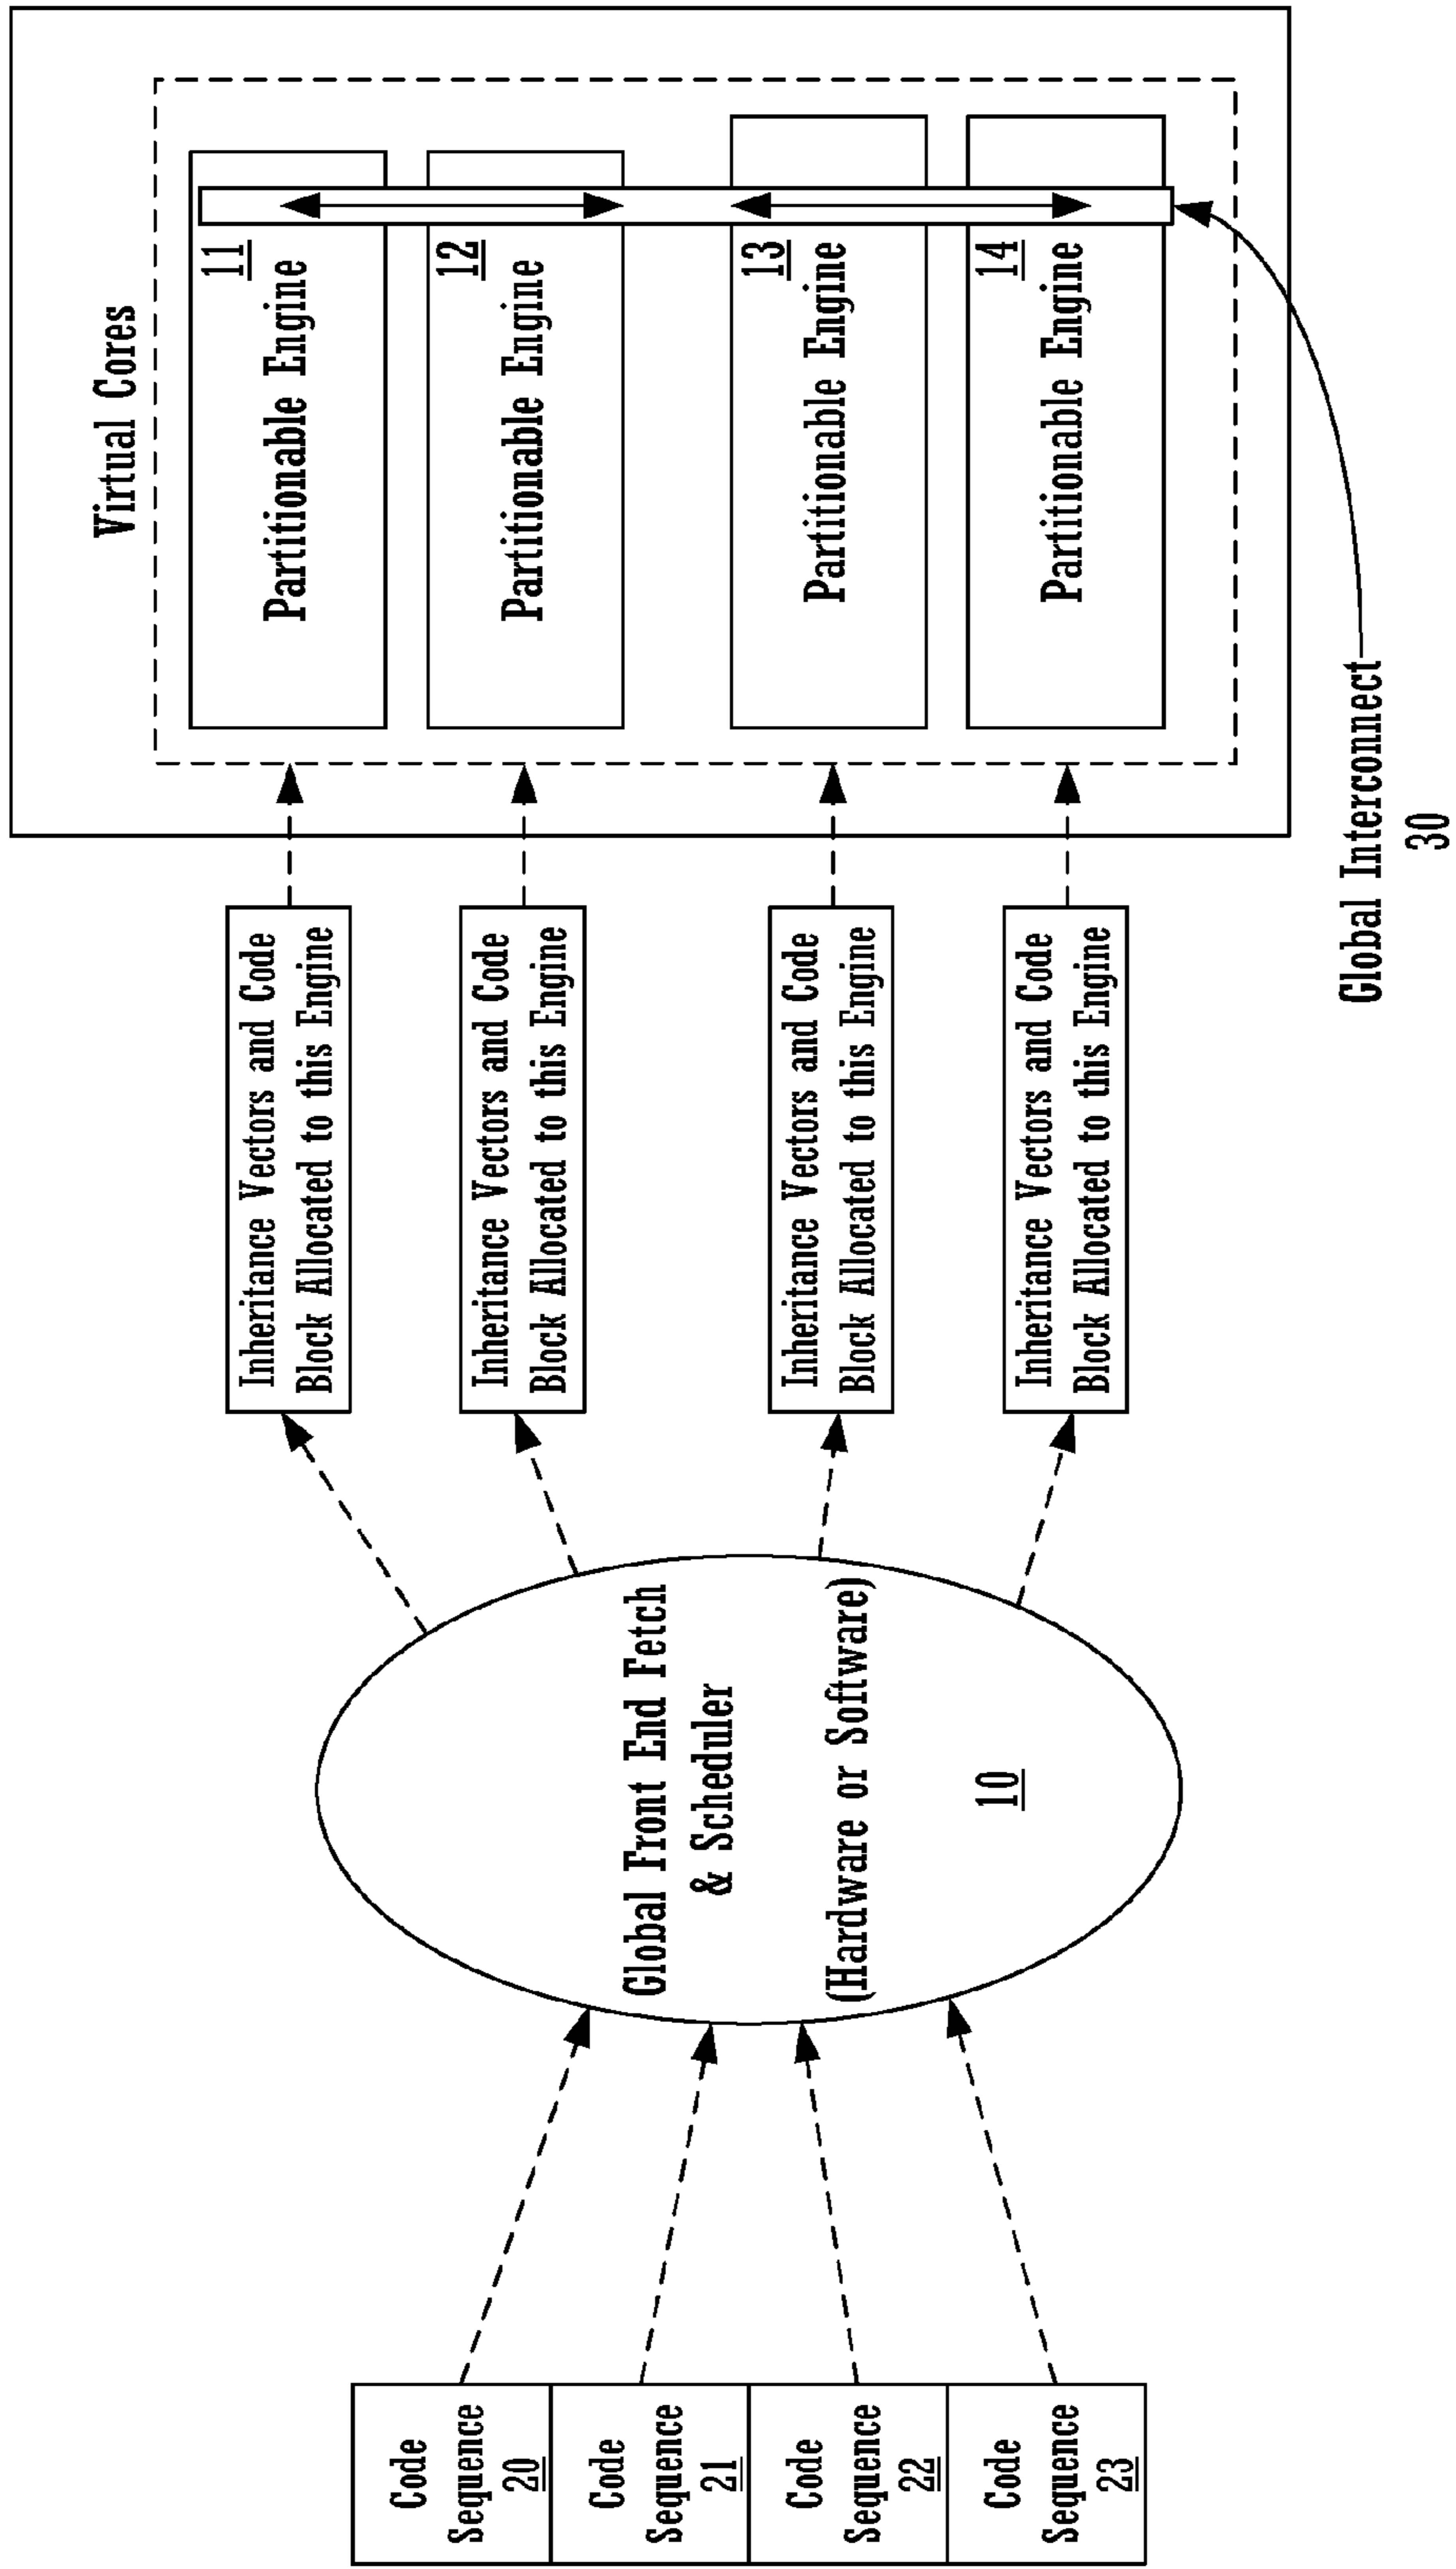 Code
Sequence
20
Code
Sequence
21
Code
Sequence
22
Code
Sequence
23
Global Front End Fetch
& Scheduler
(Hardware or Software)
10
Inheritance Vectors and Code
Block Allocated to this Engine
Inheritance Vectors and Code
Block Allocated to this Engine
Inheritance Vectors and Code
Block Allocated to this Engine
Inheritance Vectors and Code
Block Allocated to this Engine
Virtual Cores
11
Partitionable Engine
12
Partitionable Engine
13
Partitionable Engine
14
Partitionable Engine
Global Interconnect
30